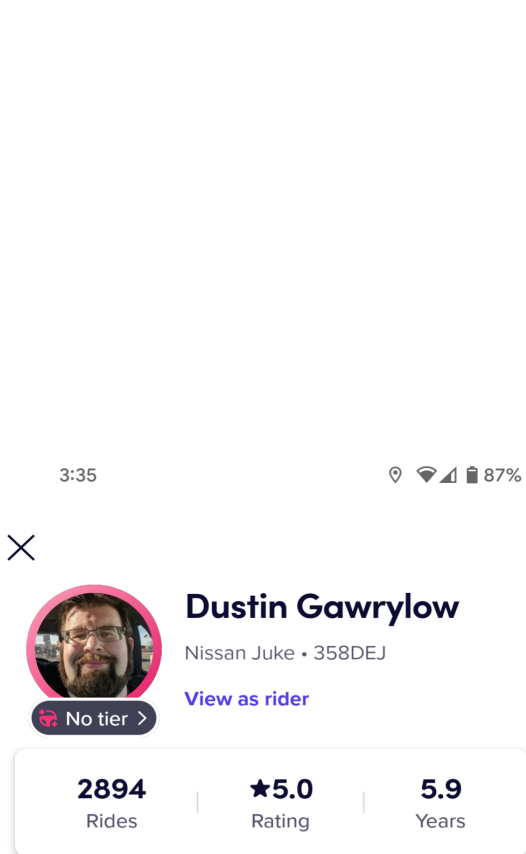 3:35 87%
Dustin Gawrylow
Nissan Juke • 358DEJ
View as rider
No tier >
2894 ★5.0 5.9
Rides Rating Years